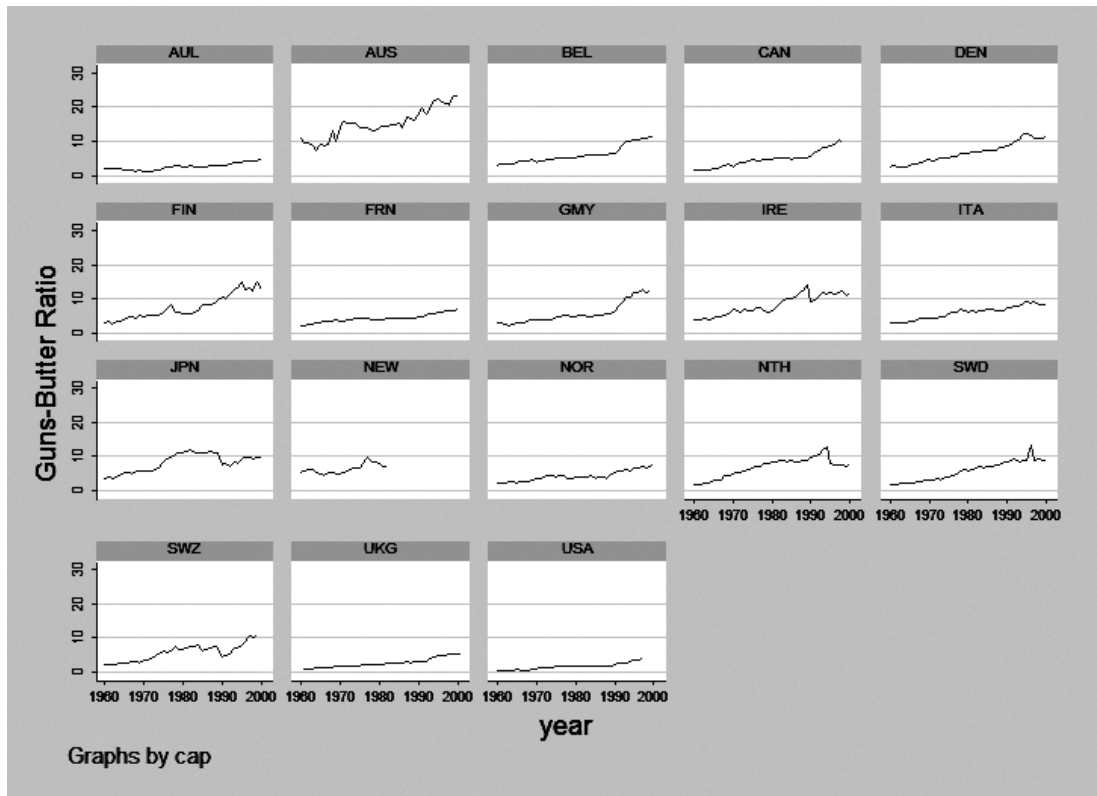 AUL AUS BEL CAN DEN
30
20
10
0
FIN FRN GMY IRE ITA
30
20
10
0
JPN NEW NOR NTH SWD
30
20
10
0
1960 1970 1980 1990 2000 1960 1970 1980 1990 2000
SWZ UKG USA
30
20
10
0
1960 1970 1980 1990 2000 1960 1970 1980 1990 2000 1960 1970 1980 1990 2000
Guns-Butter Ratio
year
Graphs by cap